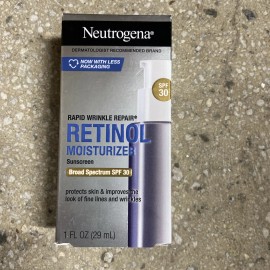 Neutrogena®
DERMATOLOGIST RECOMMENDED BRAND
NOW WITH LESS
PACKAGING
SPF
30
RAPID WRINKLE REPAIR®
RETINOL
MOISTURIZER
Sunscreen
Broad Spectrum SPF 30
protects skin & improves the
look of fine lines and wrinkles
1 FL OZ (29 mL)